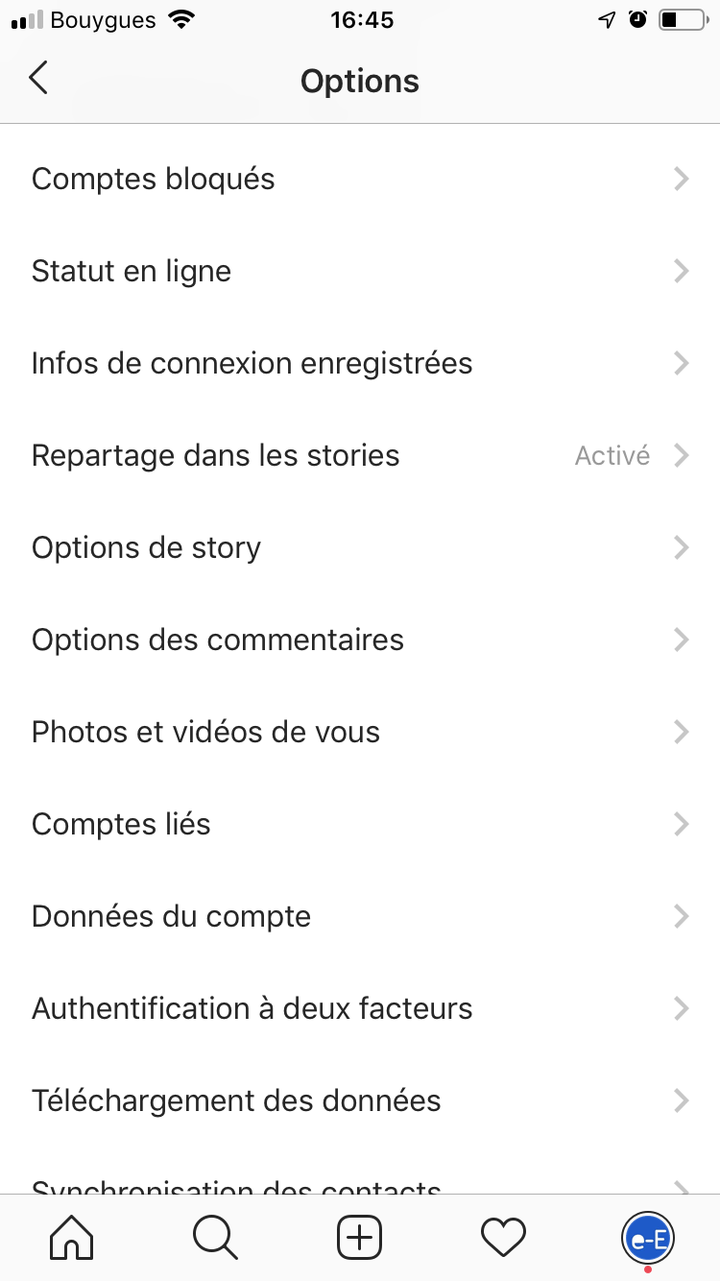 Bouygues 16:45
Options
Comptes bloqués
Statut en ligne
Infos de connexion enregistrées
Repartage dans les stories Activé
Options de story
Options des commentaires
Photos et vidéos de vous
Comptes liés
Données du compte
Authentification à deux facteurs
Téléchargement des données
Synchronisation des contacts
e-E